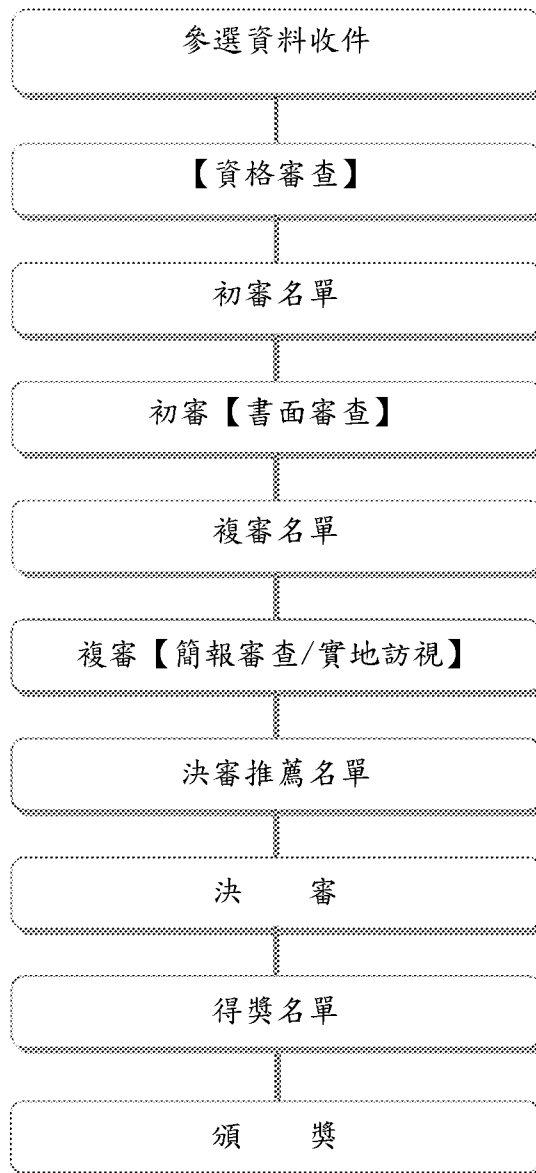 參選資料收件
【資格審查】
初審名單
初審【書面審查】
複審名單
複審【簡報審查/實地訪視】
決審推薦名單
決　　審
得獎名單
頒　　獎